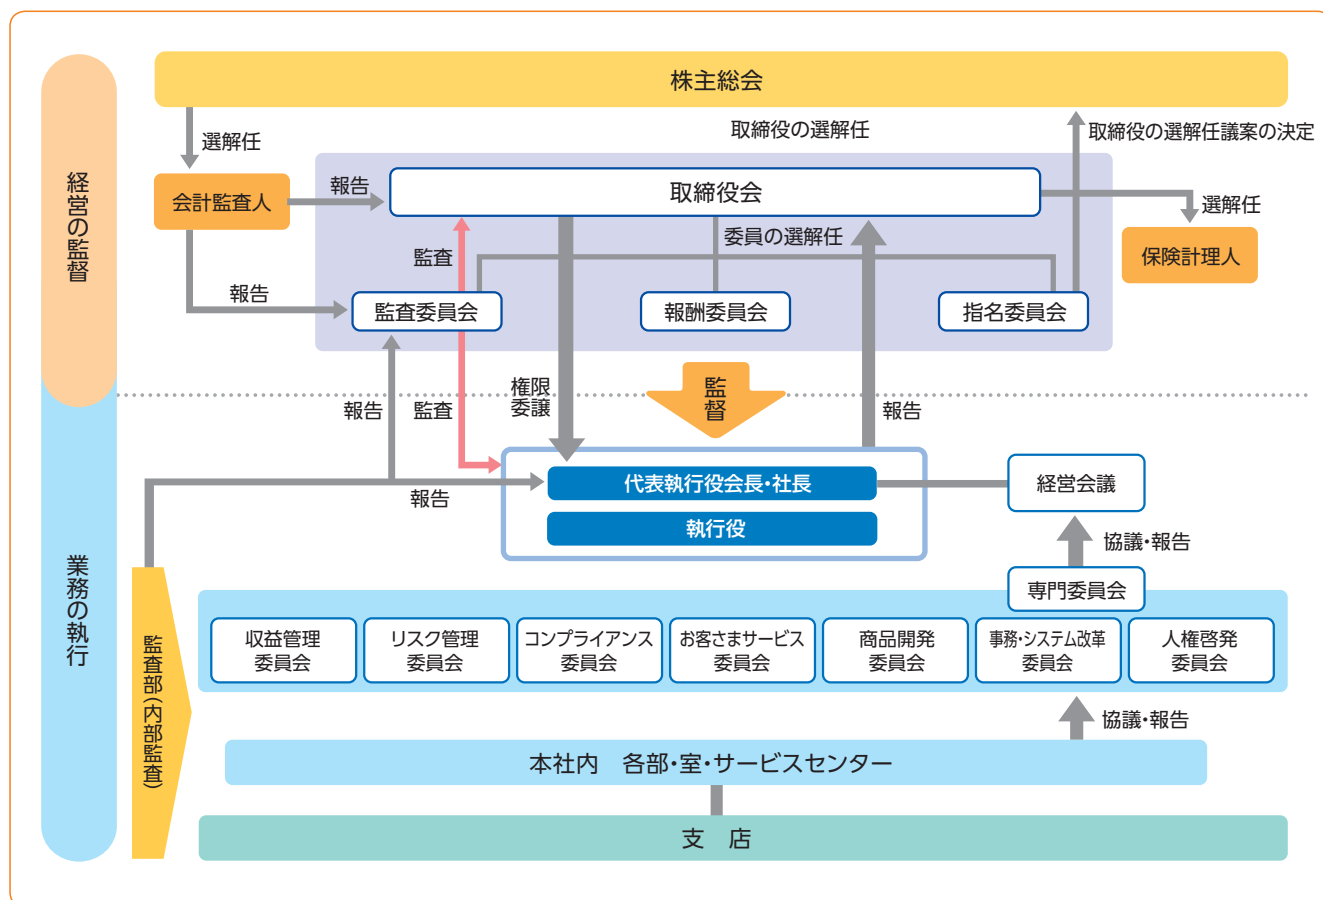 経営の監督
業務の執行
株主総会
選解任
取締役の選解任
取締役の選解任議案の決定
会計監査人
報告
取締役会
選解任
保険計理人
監査
委員の選解任
報告
監査委員会
報酬委員会
指名委員会
権限
委譲
監督
報告
監査
報告
報告
代表執行役会長・社長
執行役
経営会議
協議・報告
専門委員会
監査部(内部監査)
収益管理
委員会
リスク管理
委員会
コンプライアンス
委員会
お客さまサービス
委員会
商品開発
委員会
事務・システム改革
委員会
人権啓発
委員会
協議・報告
本社内　各部・室・サービスセンター
支　店